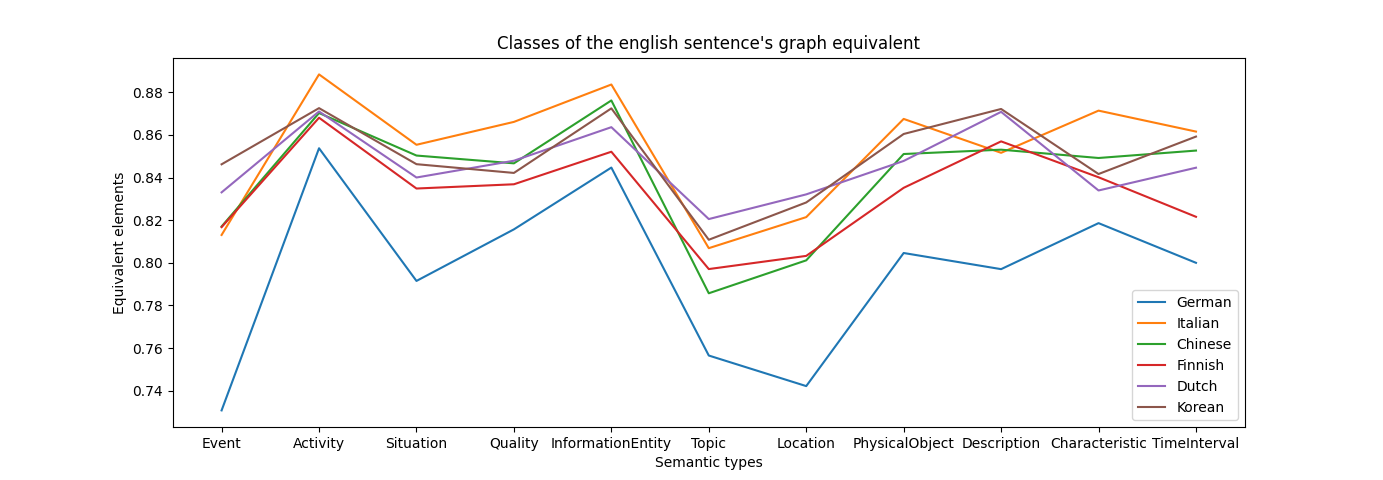 Classes of the english sentence's graph equivalent
Equivalent elements
0.88
0.86
0.84
0.82
0.80
0.78
0.76
0.74
German
Italian
Chinese
Finnish
Dutch
Korean
Event Activity Situation Quality InformationEntity Topic Location PhysicalObject Description Characteristic TimeInterval
Semantic types